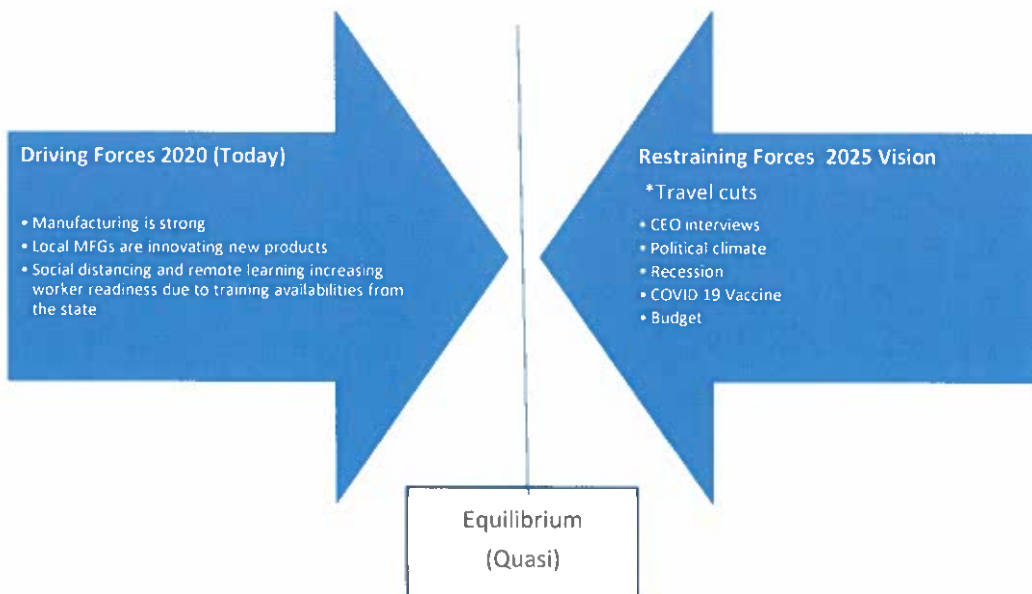 Driving Forces 2020 (Today)
• Manufacturing is strong
• Local MFGs are innovating new products
• Social distancing and remote learning increasing
worker readiness due to training availabilities from
the state
Restraining Forces 2025 Vision
*Travel cuts
• CEO interviews
• Political climate
• Recession
• COVID 19 Vaccine
• Budget
Equilibrium
(Quasi)